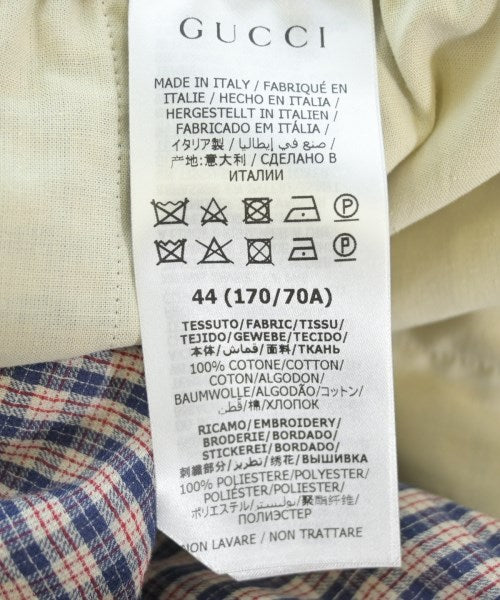 GUCCI
MADE IN ITALY / FABRIQUÉ EN
ITALIE / HECHO EN ITALIA /
HERGESTELLT IN ITALIEN /
FABRICADO EM ITÁLIA /
イタリア製 / صنع في إيطاليا /
产地: 意大利 / СДЕЛАНО В
ИТАЛИИ
44 (170/70A)
TESSUTO/FABRIC/TISSU/
TEJIDO/GEWEBE/TECIDO/
本体/قماش/面料/ТКАНЬ
100% COTONE/COTTON/
COTON/ALGODON/
BAUMWOLLE/ALGODÃO/コットン/
قطن/棉/ХЛОПОК
RICAMO/EMBROIDERY/
BRODERIE/BORDADO/
STICKEREI/BORDADO/
刺繍部分/تطريز/绣花/ВЫШИВКА
100% POLIESTERE/POLYESTER/
POLYESTER/POLIÉSTER/
POLYESTER/POLIÉSTER/
ポリエステル/بوليستر/聚酯纤维/
ПОЛИЭСТЕР
NON LAVARE / NON TRATTARE